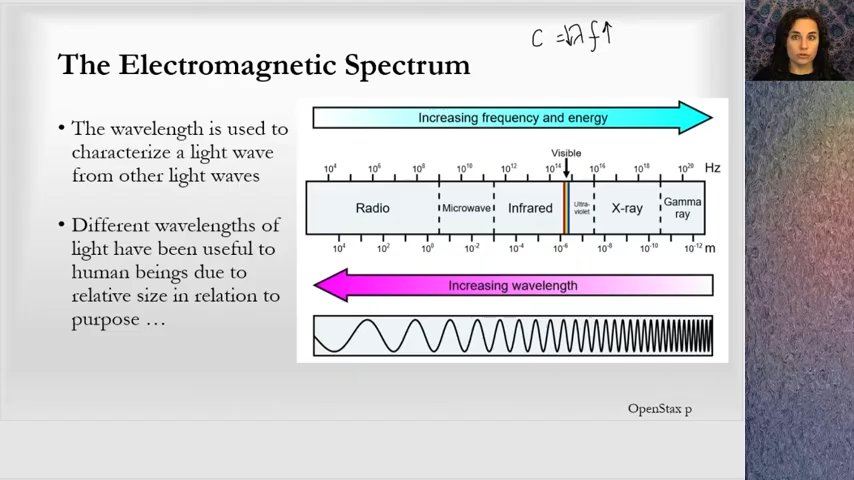 C = ↓λ f↑
The Electromagnetic Spectrum
• The wavelength is used to
characterize a light wave
from other light waves
• Different wavelengths of
light have been useful to
human beings due to
relative size in relation to
purpose …
Increasing frequency and energy
Visible
10⁴ 10⁶ 10⁸ 10¹⁰ 10¹² 10¹⁴ 10¹⁶ 10¹⁸ 10²⁰ Hz
Radio Microwave Infrared Ultra-
violet X-ray Gamma
ray
10⁴ 10² 10⁰ 10⁻² 10⁻⁴ 10⁻⁶ 10⁻⁸ 10⁻¹⁰ 10⁻¹² m
Increasing wavelength
OpenStax p